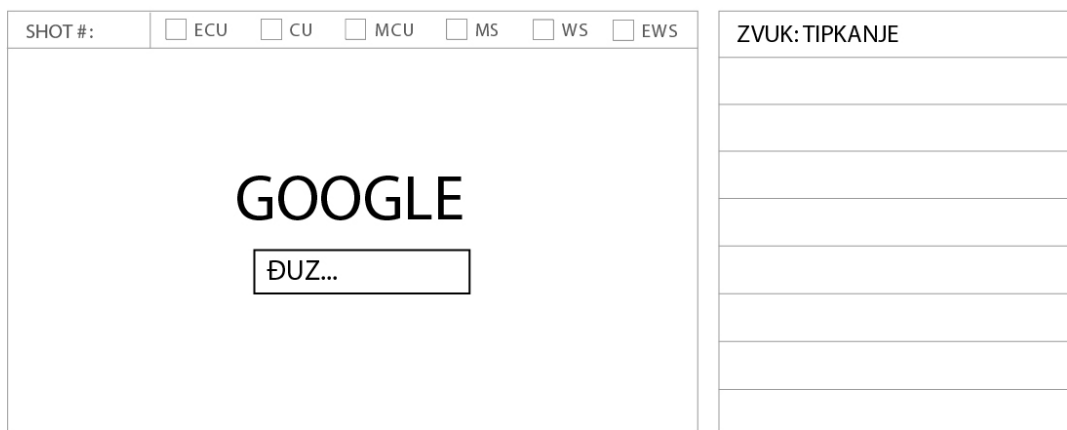 SHOT #: ECU CU MCU MS WS EWS
ZVUK: TIPKANJE
GOOGLE
ĐUZ...